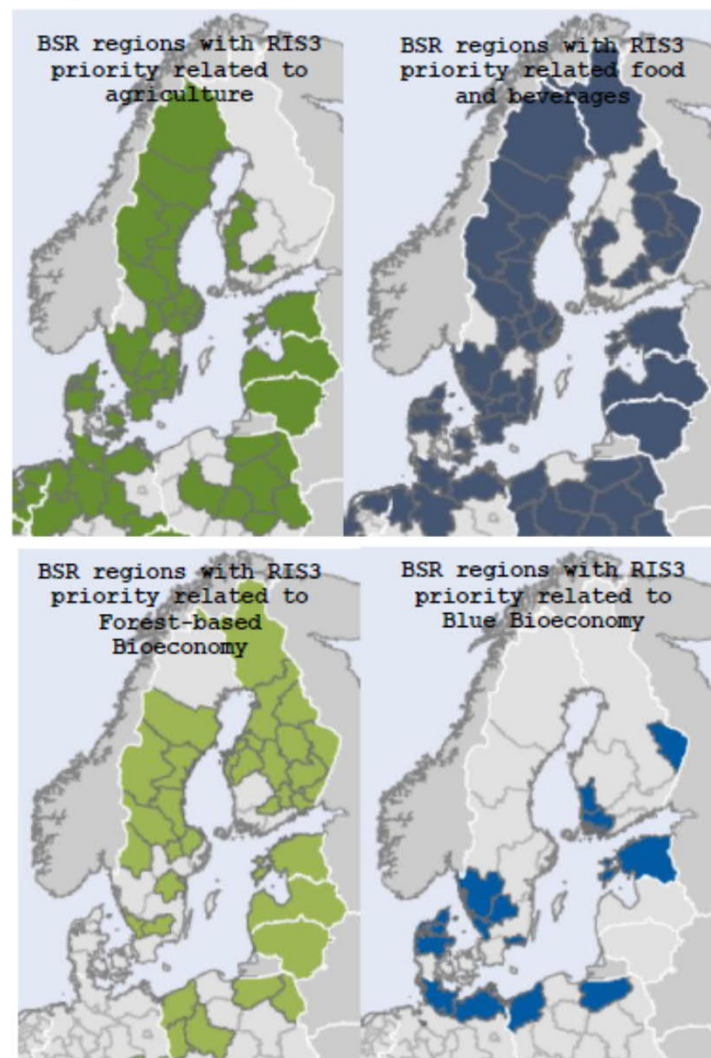 BSR regions with RIS3
priority related to
agriculture
BSR regions with RIS3
priority related food
and beverages
BSR regions with RIS3
priority related to
Forest-based
Bioeconomy
BSR regions with RIS3
priority related to
Blue Bioeconomy